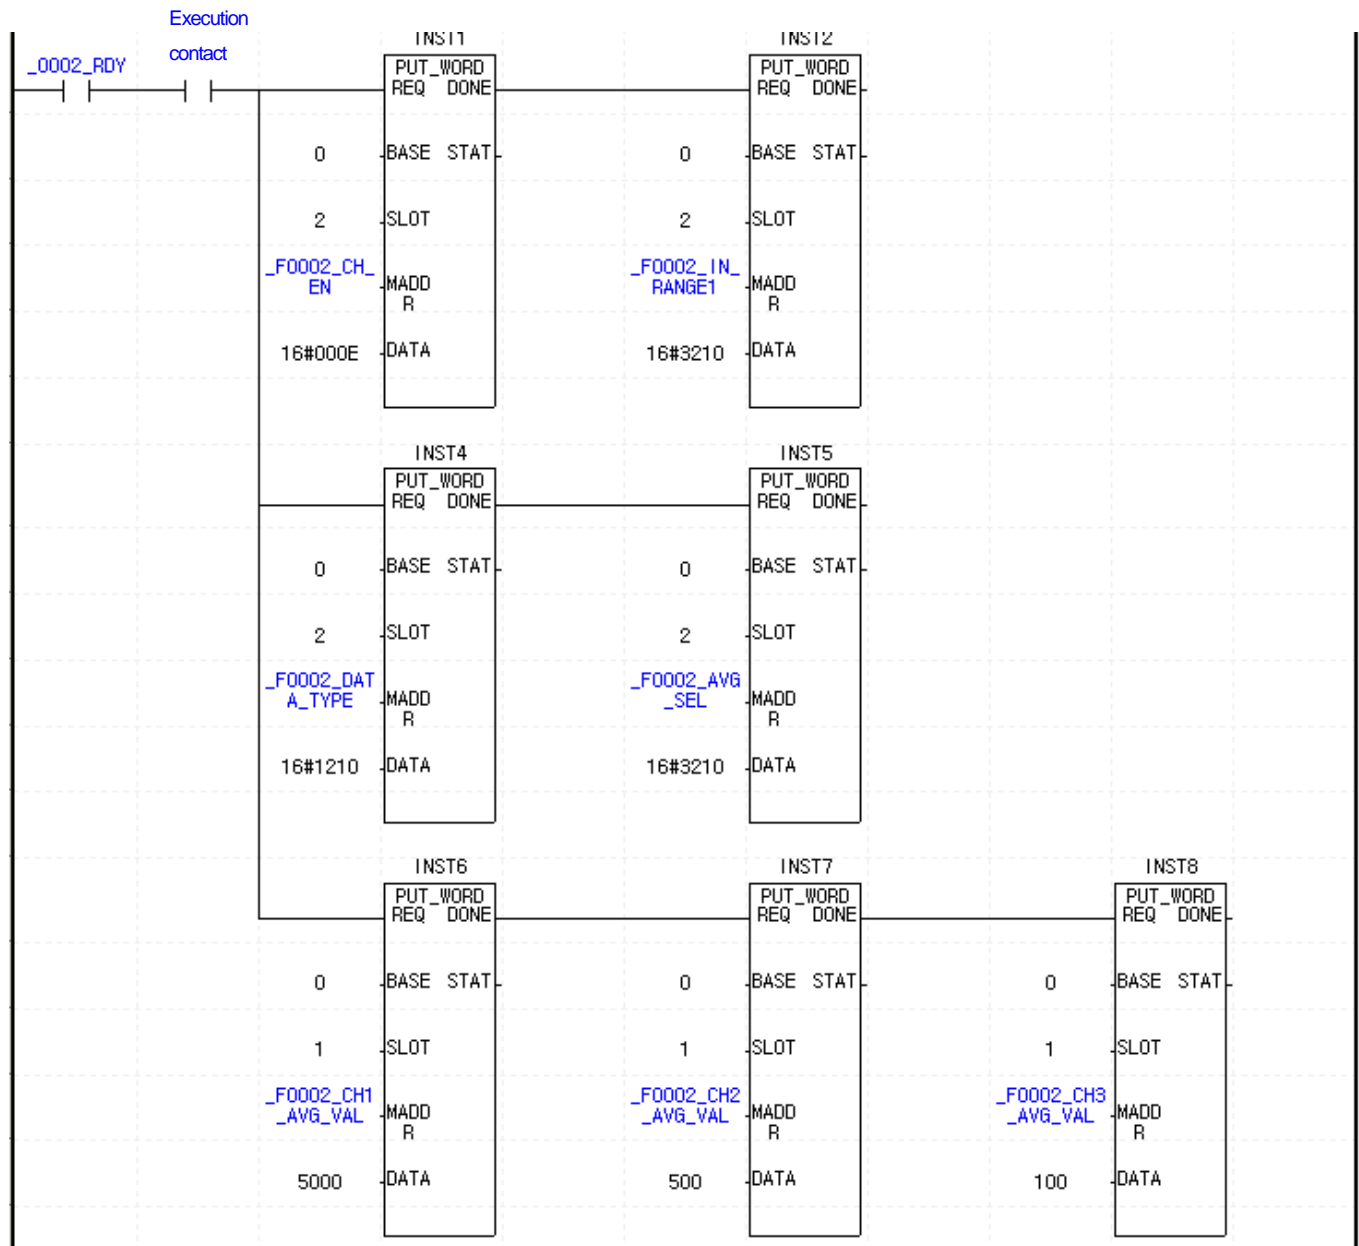 Execution
contact
_0002_RDY
INST1 INST2
PUT_WORD PUT_WORD
REQ DONE REQ DONE
0 BASE STAT 0 BASE STAT
2 SLOT 2 SLOT
_F0002_CH_ _F0002_IN_
EN MADD RANGE1 MADD
R R
16#000E DATA 16#3210 DATA
INST4 INST5
PUT_WORD PUT_WORD
REQ DONE REQ DONE
0 BASE STAT 0 BASE STAT
2 SLOT 2 SLOT
_F0002_DAT _F0002_AVG
A_TYPE MADD _SEL MADD
R R
16#1210 DATA 16#3210 DATA
INST6 INST7 INST8
PUT_WORD PUT_WORD PUT_WORD
REQ DONE REQ DONE REQ DONE
0 BASE STAT 0 BASE STAT 0 BASE STAT
1 SLOT 1 SLOT 1 SLOT
_F0002_CH1 _F0002_CH2 _F0002_CH3
_AVG_VAL MADD _AVG_VAL MADD _AVG_VAL MADD
R R R
5000 DATA 500 DATA 100 DATA